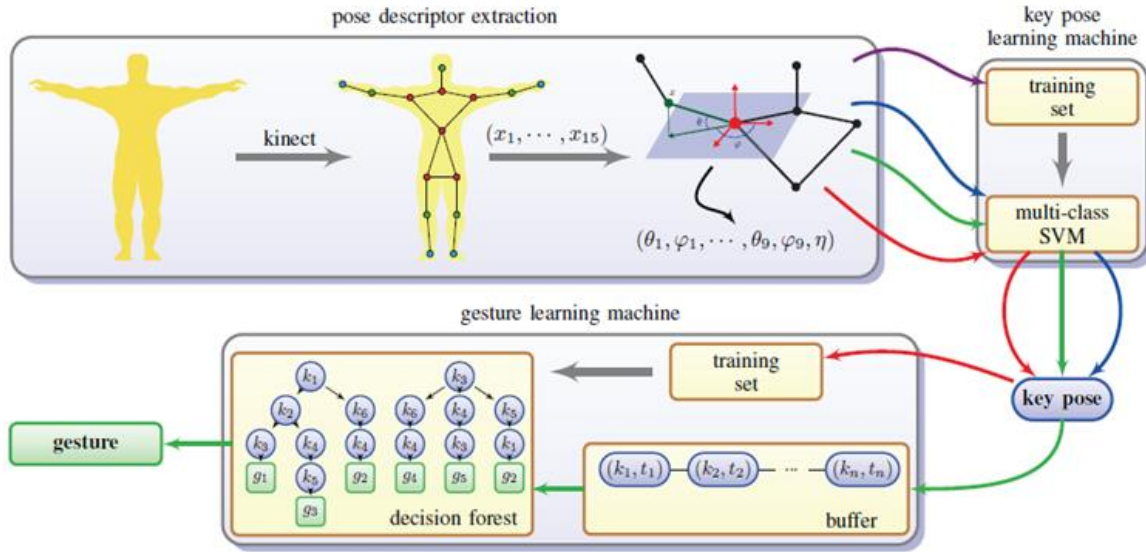 pose descriptor extraction
key pose
learning machine
kinect
(x₁, ⋯ , x₁₅)
z
θ
φ
(θ₁, φ₁, ⋯ , θ₉, φ₉, η)
training
set
multi-class
SVM
gesture learning machine
k₁
k₃
k₂
k₆
k₆
k₄
k₅
k₃
k₄
k₄
k₄
k₃
k₁
g₁
k₅
g₂
g₄
g₅
g₂
g₃
decision forest
training
set
key pose
gesture
(k₁, t₁)
(k₂, t₂)
...
(kₙ, tₙ)
buffer